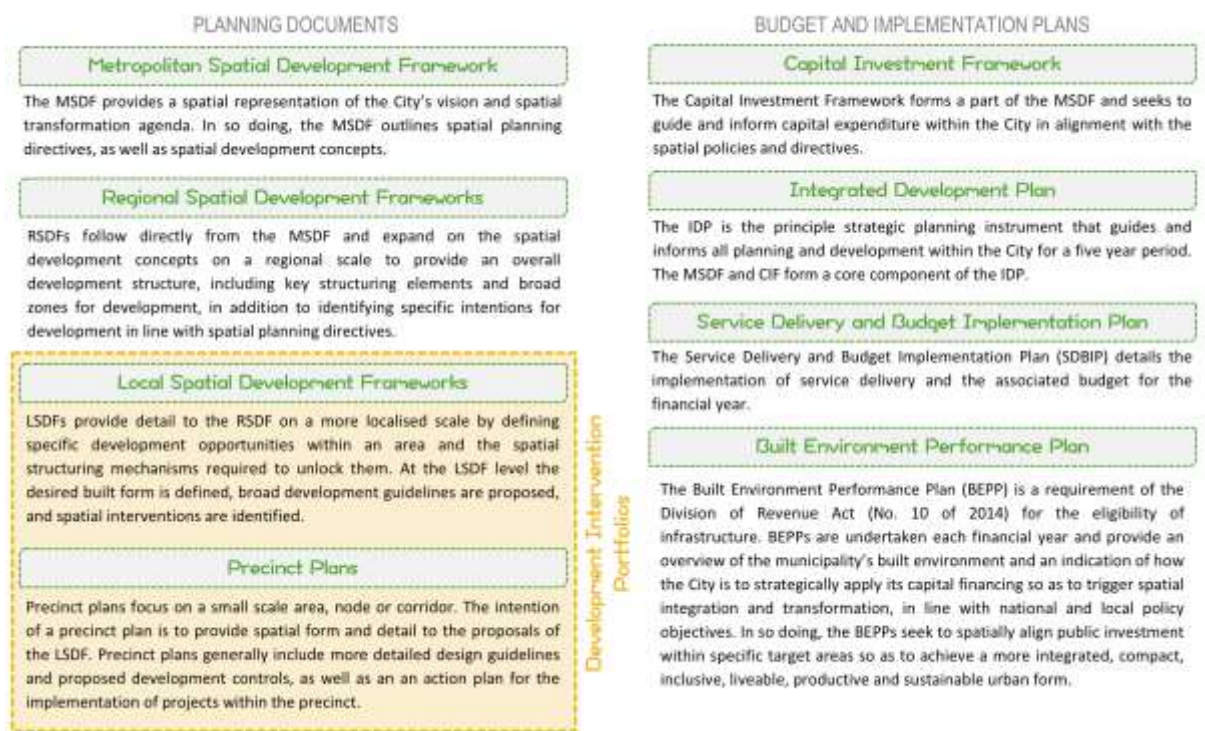 PLANNING DOCUMENTS
Metropolitan Spatial Development Framework
The MSDF provides a spatial representation of the City's vision and spatial
transformation agenda. In so doing, the MSDF outlines spatial planning
directives, as well as spatial development concepts.
Regional Spatial Development Frameworks
RSDFs follow directly from the MSDF and expand on the spatial
development concepts on a regional scale to provide an overall
development structure, including key structuring elements and broad
zones for development, in addition to identifying specific intentions for
development in line with spatial planning directives.
Local Spatial Development Frameworks
LSDFs provide detail to the RSDF on a more localised scale by defining
specific development opportunities within an area and the spatial
structuring mechanisms required to unlock them. At the LSDF level the
desired built form is defined, broad development guidelines are proposed,
and spatial interventions are identified.
Precinct Plans
Precinct plans focus on a small scale area, node or corridor. The intention
of a precinct plan is to provide spatial form and detail to the proposals of
the LSDF. Precinct plans generally include more detailed design guidelines
and proposed development controls, as well as an an action plan for the
implementation of projects within the precinct.
Development Intervention
Portfolios
BUDGET AND IMPLEMENTATION PLANS
Capital Investment Framework
The Capital Investment Framework forms a part of the MSDF and seeks to
guide and inform capital expenditure within the City in alignment with the
spatial policies and directives.
Integrated Development Plan
The IDP is the principle strategic planning instrument that guides and
informs all planning and development within the City for a five year period.
The MSDF and CIF form a core component of the IDP.
Service Delivery and Budget Implementation Plan
The Service Delivery and Budget Implementation Plan (SDBIP) details the
implementation of service delivery and the associated budget for the
financial year.
Built Environment Performance Plan
The Built Environment Performance Plan (BEPP) is a requirement of the
Division of Revenue Act (No. 10 of 2014) for the eligibility of
infrastructure. BEPPs are undertaken each financial year and provide an
overview of the municipality's built environment and an indication of how
the City is to strategically apply its capital financing so as to trigger spatial
integration and transformation, in line with national and local policy
objectives. In so doing, the BEPPs seek to spatially align public investment
within specific target areas so as to achieve a more integrated, compact,
inclusive, liveable, productive and sustainable urban form.